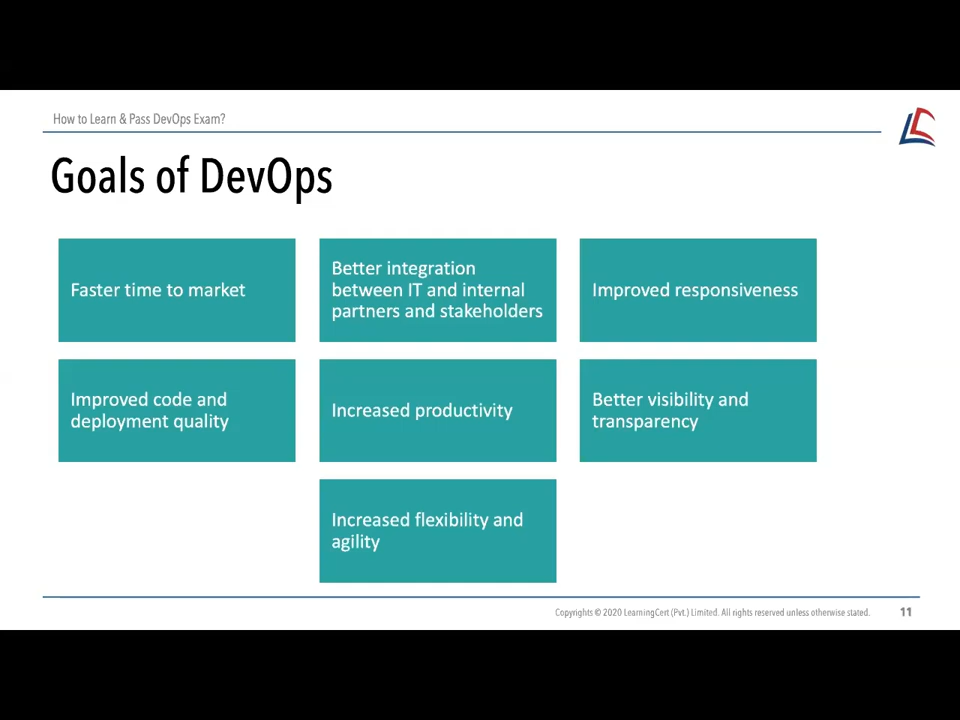 How to Learn & Pass DevOps Exam?
Goals of DevOps
Faster time to market
Better integration
between IT and internal
partners and stakeholders
Improved responsiveness
Improved code and
deployment quality
Increased productivity
Better visibility and
transparency
Increased flexibility and
agility
Copyrights © 2020 LearningCert (Pvt.) Limited. All rights reserved unless otherwise stated.
11